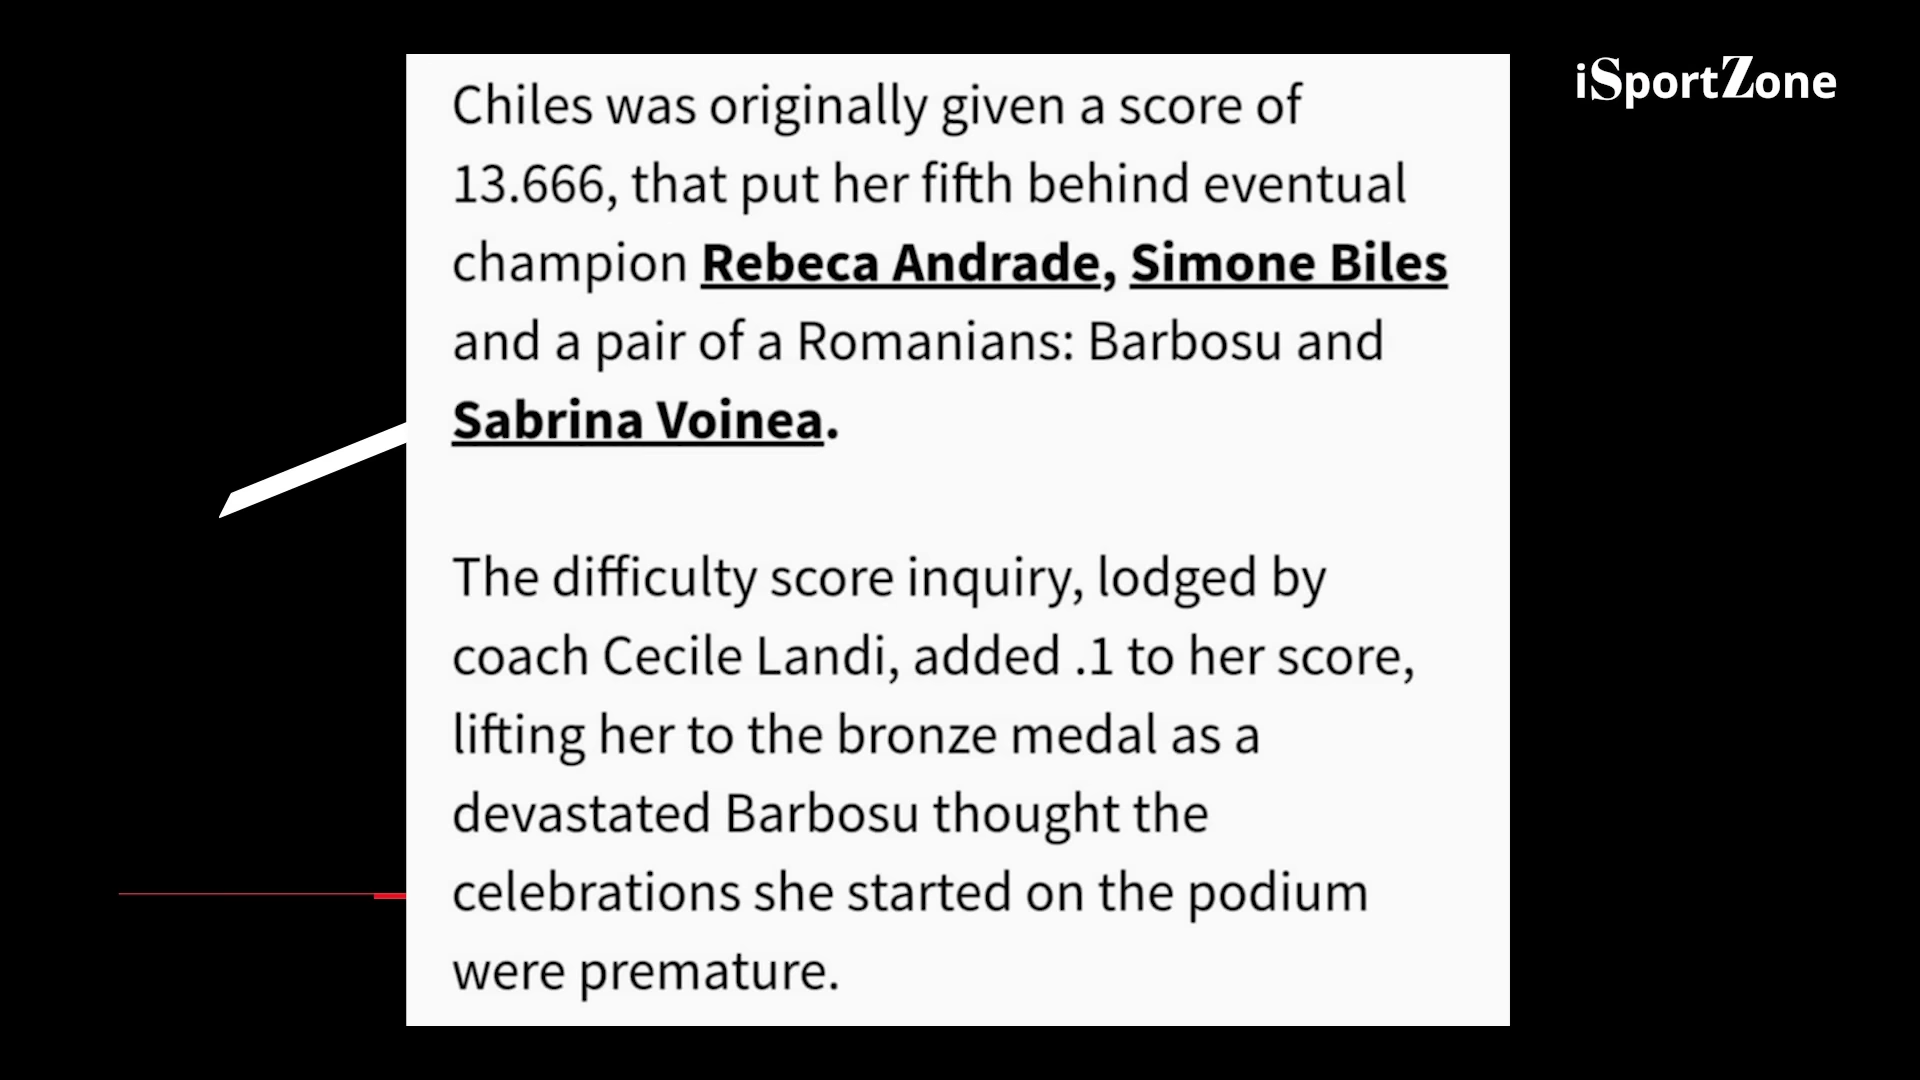 iSportZone
Chiles was originally given a score of
13.666, that put her fifth behind eventual
champion Rebeca Andrade, Simone Biles
and a pair of a Romanians: Barbosu and
Sabrina Voinea.
The difficulty score inquiry, lodged by
coach Cecile Landi, added .1 to her score,
lifting her to the bronze medal as a
devastated Barbosu thought the
celebrations she started on the podium
were premature.